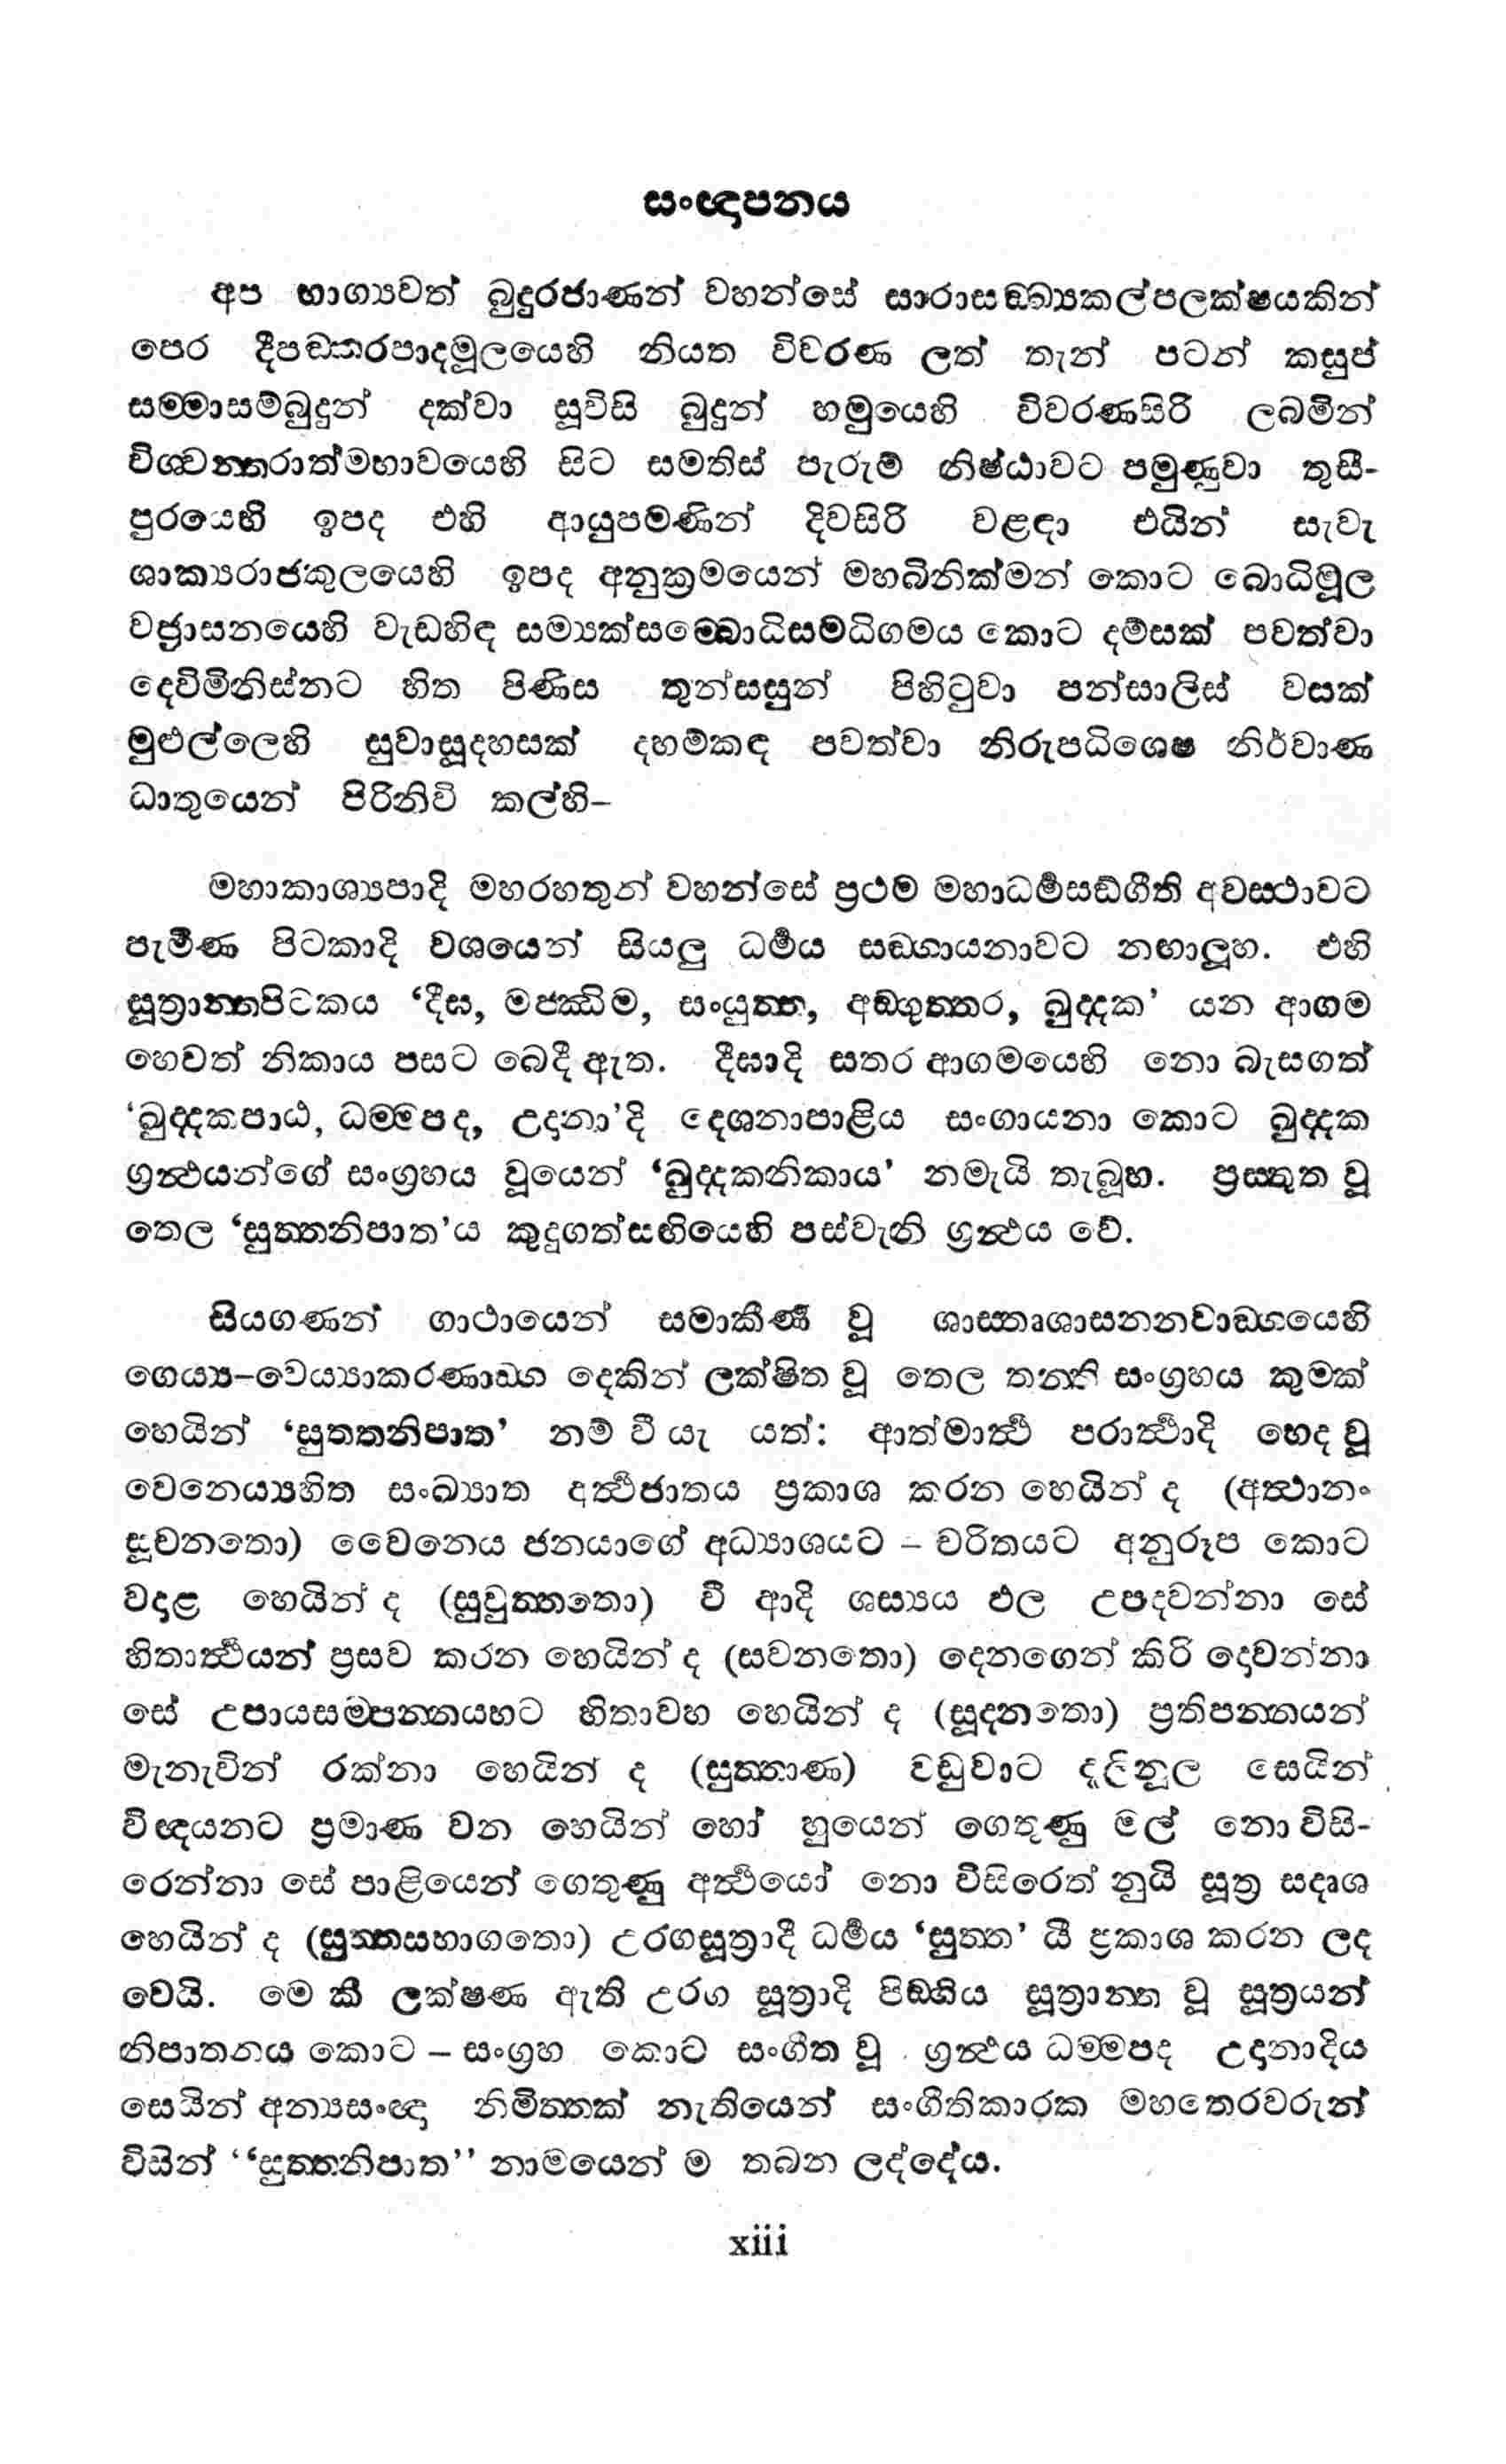 සංඥාපනය
අප භාග්‍යවත් බුදුරජාණන් වහන්සේ සාරාසඞ්ඛ්‍යකල්පලක්ෂයකින්
පෙර දීපඞ්කරපාදමූලයෙහි නියත විවරණ ලත් තැන් පටන් කසුප්
සම්මාසම්බුදුන් දක්වා සූවිසි බුදුන් හමුයෙහි විවරණසිරි ලබමින්
විශ්වන්තරාත්මභාවයෙහි සිට සමතිස් පැරුම් නිෂ්ඨාවට පමුණුවා තුසී-
පුරයෙහි ඉපද එහි ආයුපමණින් දිවසිරි වළඳා එයින් සැවැ
ශාක්‍යරාජකුලයෙහි ඉපද අනුක්‍රමයෙන් මහබිනික්මන් කොට බොධිමූල
වජ්‍රාසනයෙහි වැඩහිඳ සම්‍යක්සම්බොධිසමධිගමය කොට දම්සක් පවත්වා
දෙව්මිනිස්නට හිත පිණිස තුන්සසුන් පිහිටුවා පන්සාලිස් වසක්
මුළුල්ලෙහි සුවාසූදහසක් දහම්කඳ පවත්වා නිරුපධිශෙෂ නිර්වාණ
ධාතුයෙන් පිරිනිවි කල්හි–
මහාකාශ්‍යපාදි මහරහතුන් වහන්සේ ප්‍රථම මහාධර්‍මසඞ්ගීති අවස්ථාවට
පැමිණ පිටකාදි වශයෙන් සියලු ධර්‍මය සඞ්ගායනාවට නඟාලූහ. එහි
සූත්‍රාන්තපිටකය ‘දීඝ, මජ්ඣිම, සංයුත්ත, අඞ්ගුත්තර, ඛුද්දක’ යන ආගම
හෙවත් නිකාය පසට බෙදී ඇත. දීඝාදි සතර ආගමයෙහි නො බැසගත්
‘ඛුද්දකපාඨ, ධම්මපද, උදානා’දි දෙශනාපාළිය සංගායනා කොට ඛුද්දක
ග්‍රන්ථයන්ගේ සංග්‍රහය වූයෙන් ‘ඛුද්දකනිකාය’ නමැයි තැබූහ. ප්‍රස්තුත වූ
තෙල ‘සුත්තනිපාත’ය කුදුගත්සඟියෙහි පස්වැනි ග්‍රන්ථය වේ.
සියගණන් ගාථායෙන් සමාකීර්‍ණ වූ ශාස්තෘශාසනනවාඞ්ගයෙහි
ගෙය්‍ය–වෙය්‍යාකරණාඞ්ග දෙකින් ලක්ෂිත වූ තෙල තන්ති සංග්‍රහය කුමක්
හෙයින් ‘සුත්තනිපාත’ නම් වී යැ යත්: ආත්මාර්‍ත්ථ පරාර්‍ත්ථාදි භෙද වූ
වෙනෙය්‍යහිත සංඛ්‍යාත අර්‍ත්ථජාතය ප්‍රකාශ කරන හෙයින් ද (අත්ථානං
සූචනතො) වෛනෙය ජනයාගේ අධ්‍යාශයට – චරිතයට අනුරූප කොට
වදාළ හෙයින් ද (සුවුත්තතො) වී ආදි ශස්‍යය ඵල උපදවන්නා සේ
හිතාර්‍ත්ථයන් ප්‍රසව කරන හෙයින් ද (සවනතො) දෙනගෙන් කිරි දොවන්නා
සේ උපායසම්පන්නයහට හිතාවහ හෙයින් ද (සූදනතො) ප්‍රතිපන්නයන්
මැනැවින් රක්නා හෙයින් ද (සුත්තාණ) වඩුවාට දැලිනූල සෙයින්
විඥයනට ප්‍රමාණ වන හෙයින් හෝ හුයෙන් ගෙතුණු මල් නො විසි-
රෙන්නා සේ පාළියෙන් ගෙතුණු අර්‍ත්ථයෝ නො විසිරෙත් නුයි සූත්‍ර සදෘශ
හෙයින් ද (සුත්තසභාගතො) උරගසූත්‍රාදී ධර්‍මය ‘සුත්ත’ යී ප්‍රකාශ කරන ලද
වෙයි. මෙ කී ලක්ෂණ ඇති උරග සූත්‍රාදි පිඞ්ගිය සූත්‍රාන්ත වූ සූත්‍රයන්
නිපාතනය කොට – සංග්‍රහ කොට සංගීත වූ ග්‍රන්ථය ධම්මපද උදානාදිය
සෙයින් අන්‍යසංඥා නිමිත්තක් නැතියෙන් සංගීතිකාරක මහතෙරවරුන්
විසින් ‘‘සුත්තනිපාත’’ නාමයෙන් ම තබන ලද්දේය.
xiii